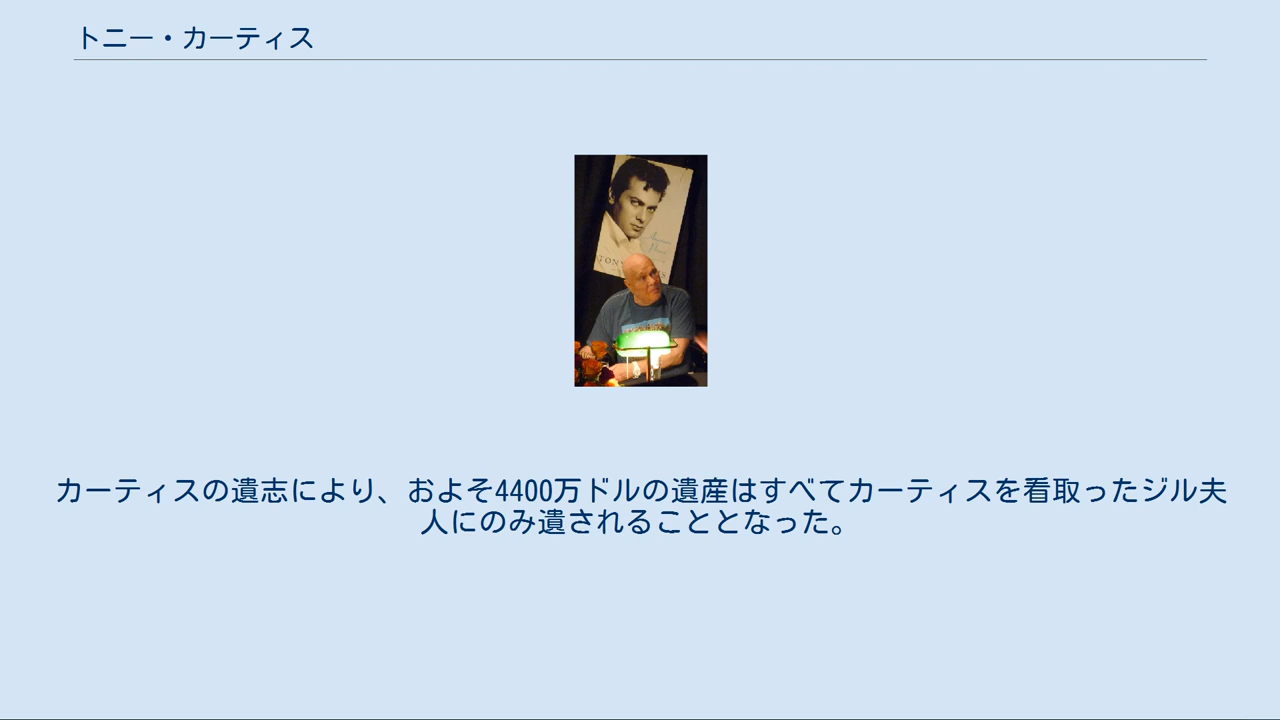 トニー・カーティス
TONY
カーティスの遺志により、およそ4400万ドルの遺産はすべてカーティスを看取ったジル夫
人にのみ遺されることとなった。